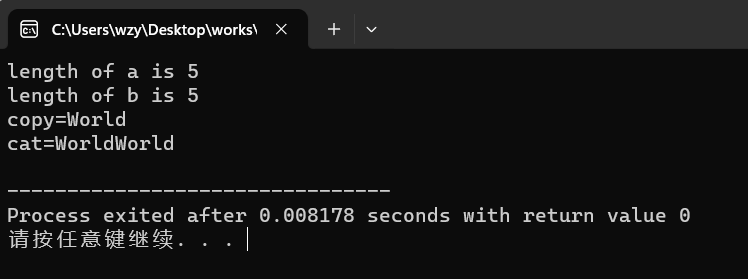 C:\Users\wzy\Desktop\works\
length of a is 5
length of b is 5
copy=World
cat=WorldWorld
--------------------------------
Process exited after 0.008178 seconds with return value 0
请按任意键继续. . .